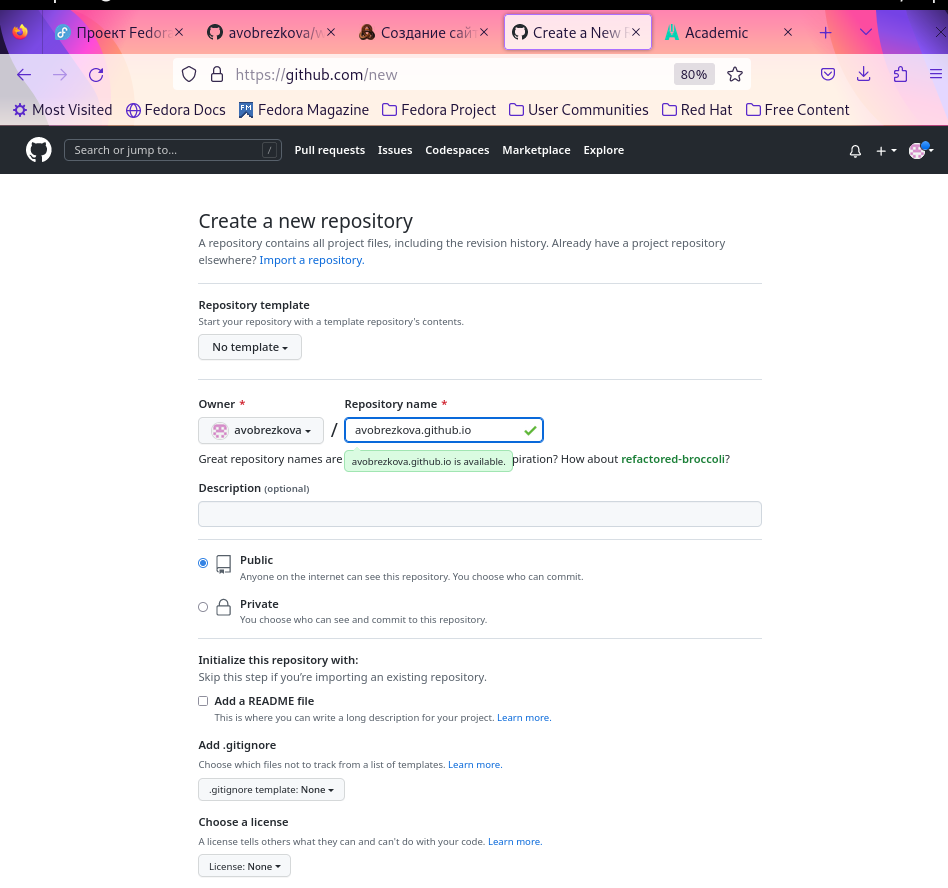 Проект Fedora
avobrezkova/w
Создание сай
Create a New R
Academic
https://github.com/new
80%
Most Visited
Fedora Docs
Fedora Magazine
Fedora Project
User Communities
Red Hat
Free Content
Search or jump to...
/
Pull requests
Issues
Codespaces
Marketplace
Explore
Create a new repository
A repository contains all project files, including the revision history. Already have a project repository
elsewhere? Import a repository.
Repository template
Start your repository with a template repository's contents.
No template
Owner *
Repository name *
avobrezkova
/
avobrezkova.github.io
Great repository names are
avobrezkova.github.io is available.
piration? How about refactored-broccoli?
Description (optional)
Public
Anyone on the internet can see this repository. You choose who can commit.
Private
You choose who can see and commit to this repository.
Initialize this repository with:
Skip this step if you're importing an existing repository.
Add a README file
This is where you can write a long description for your project. Learn more.
Add .gitignore
Choose which files not to track from a list of templates. Learn more.
.gitignore template: None
Choose a license
A license tells others what they can and can't do with your code. Learn more.
License: None